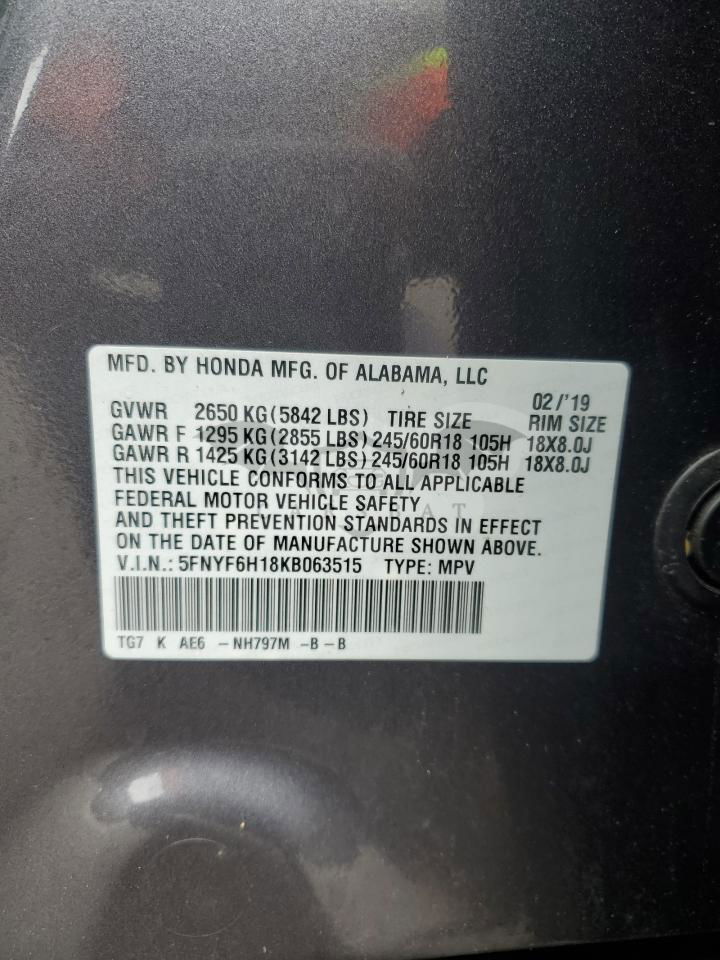 MFD. BY HONDA MFG. OF ALABAMA, LLC
02/'19
GVWR 2650 KG(5842 LBS) TIRE SIZE RIM SIZE
GAWR F 1295 KG(2855 LBS)245/60R18 105H 18X8.0J
GAWR R 1425 KG(3142 LBS)245/60R18 105H 18X8.0J
THIS VEHICLE CONFORMS TO ALL APPLICABLE
FEDERAL MOTOR VEHICLE SAFETY
AND THEFT PREVENTION STANDARDS IN EFFECT
ON THE DATE OF MANUFACTURE SHOWN ABOVE.
V.I.N.: 5FNYF6H18KB063515 TYPE: MPV
TG7 K AE6 -NH797M -B-B